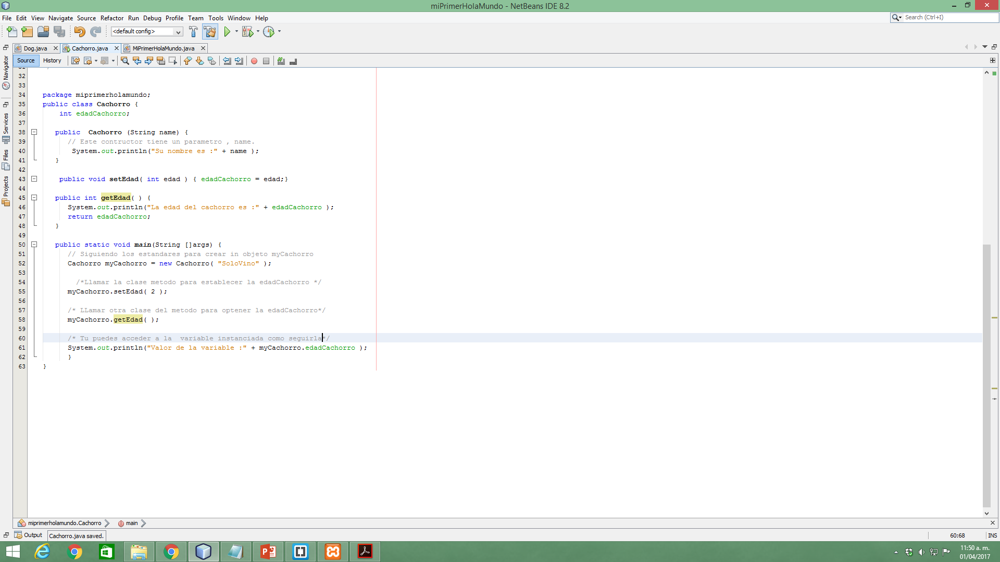 miPrimerHolaMundo - NetBeans IDE 8.2
File Edit View Navigate Source Refactor Run Debug Profile Team Tools Window Help
Search (Ctrl+I)
<default config>
Dog.java Cachorro.java MiPrimerHolaMundo.java
Source History
Navigator
Services
Files
Projects
32
33
34 package miprimerholamundo;
35 public class Cachorro {
36 int edadCachorro;
37
38 public  Cachorro (String name) {
39 // Este contructor tiene un parametro , name.
40 System.out.println("Su nombre es :" + name );
41 }
42
43 public void setEdad( int edad ) { edadCachorro = edad;}
44
45 public int getEdad( ) {
46 System.out.println("La edad del cachorro es :" + edadCachorro );
47 return edadCachorro;
48 }
49
50 public static void main(String []args) {
51 // Siguiendo los estandares para crear in objeto myCachorro
52 Cachorro myCachorro = new Cachorro( "SoloVino" );
53
54 /*Llamar la clase metodo para establecer la edadCachorro */
55 myCachorro.setEdad( 2 );
56
57 /* LLamar otra clase del metodo para optener la edadCachorro*/
58 myCachorro.getEdad( );
59
60 /* Tu puedes acceder a la  variable instanciada como seguirla*/
61 System.out.println("Valor de la variable :" + myCachorro.edadCachorro );
62 }
63 }
miprimerholamundo.Cachorro main
Output Cachorro.java saved. 60:68 INS
11:50 a. m.
01/04/2017